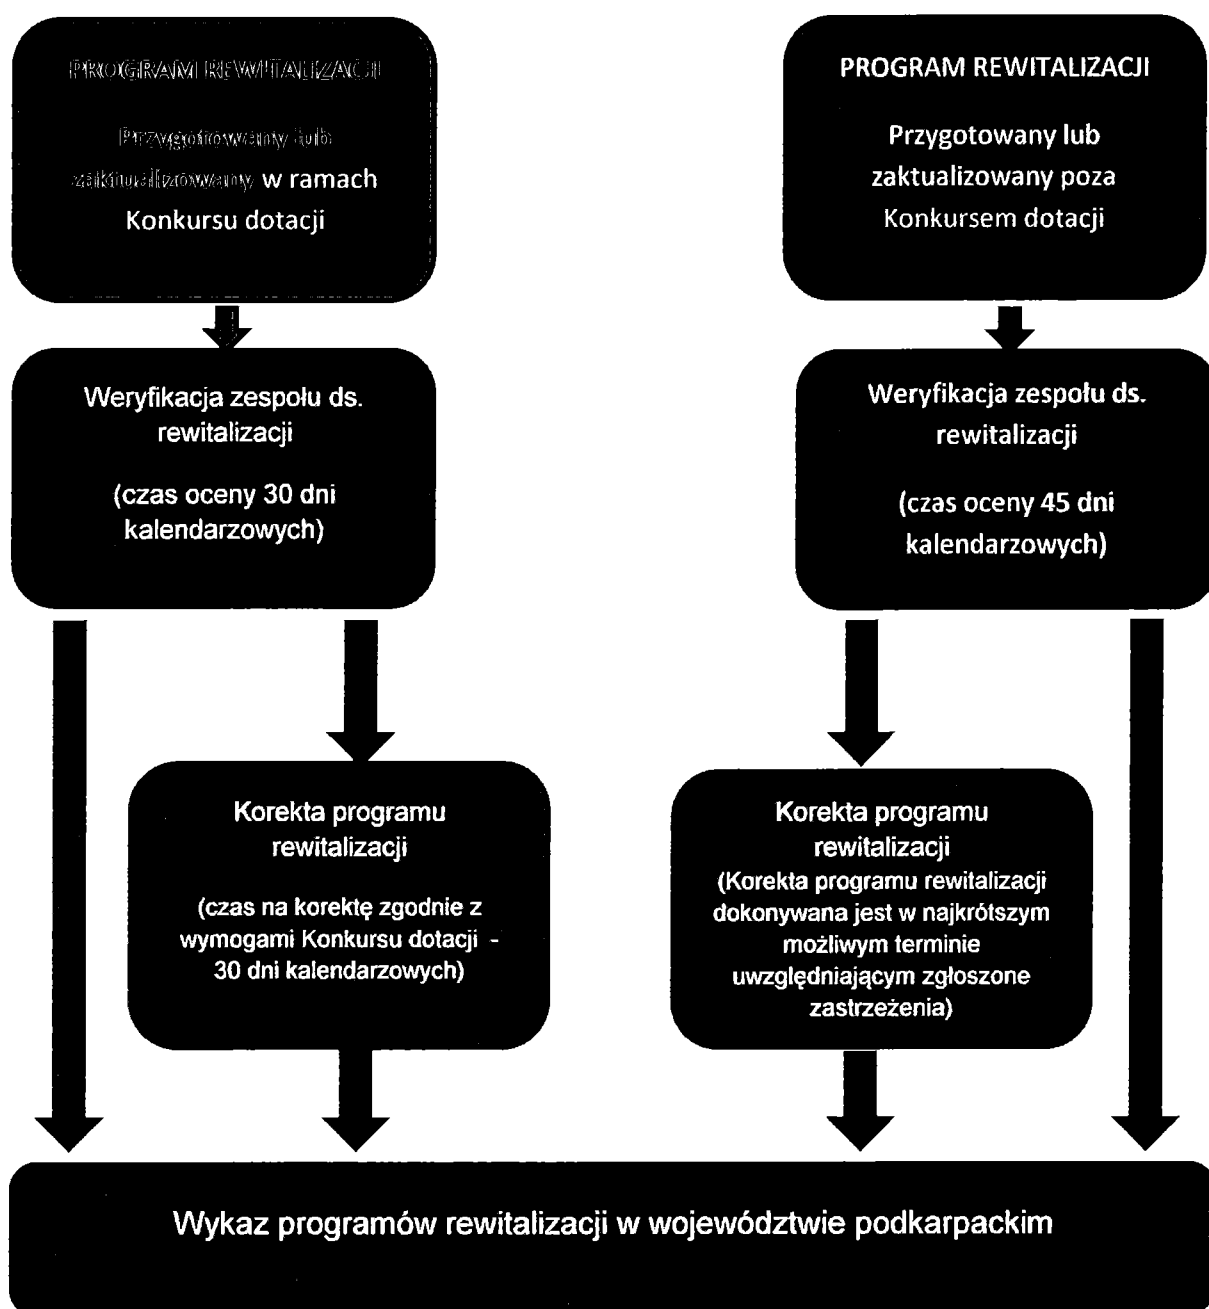 PROGRAM REWITALIZACJI
Przygotowany lub
zaktualizowany w ramach
Konkursu dotacji
PROGRAM REWITALIZACJI
Przygotowany lub
zaktualizowany poza
Konkursem dotacji
Weryfikacja zespołu ds.
rewitalizacji
(czas oceny 30 dni
kalendarzowych)
Weryfikacja zespołu ds.
rewitalizacji
(czas oceny 45 dni
kalendarzowych)
Korekta programu
rewitalizacji
(czas na korektę zgodnie z
wymogami Konkursu dotacji -
30 dni kalendarzowych)
Korekta programu
rewitalizacji
(Korekta programu rewitalizacji
dokonywana jest w najkrótszym
możliwym terminie
uwzględniającym zgłoszone
zastrzeżenia)
Wykaz programów rewitalizacji w województwie podkarpackim